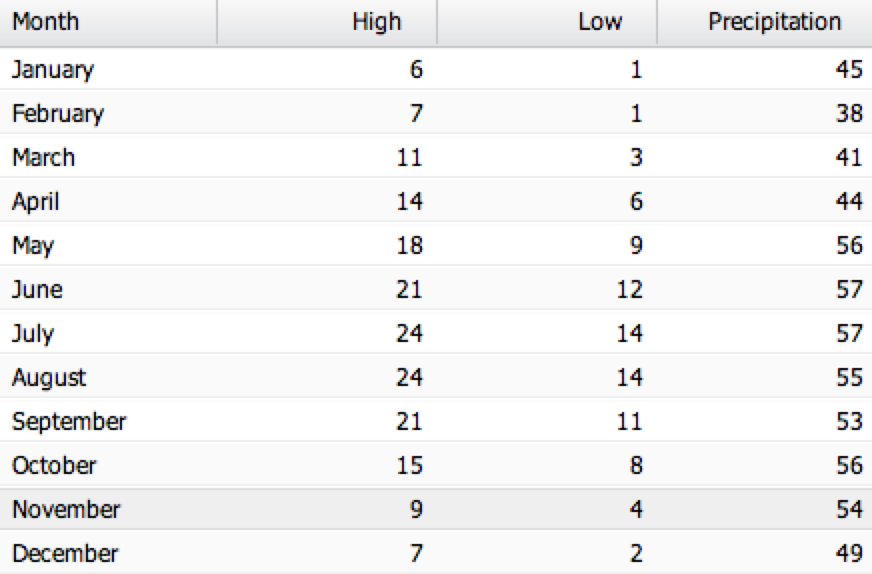 Month High Low Precipitation
January 6 1 45
February 7 1 38
March 11 3 41
April 14 6 44
May 18 9 56
June 21 12 57
July 24 14 57
August 24 14 55
September 21 11 53
October 15 8 56
November 9 4 54
December 7 2 49